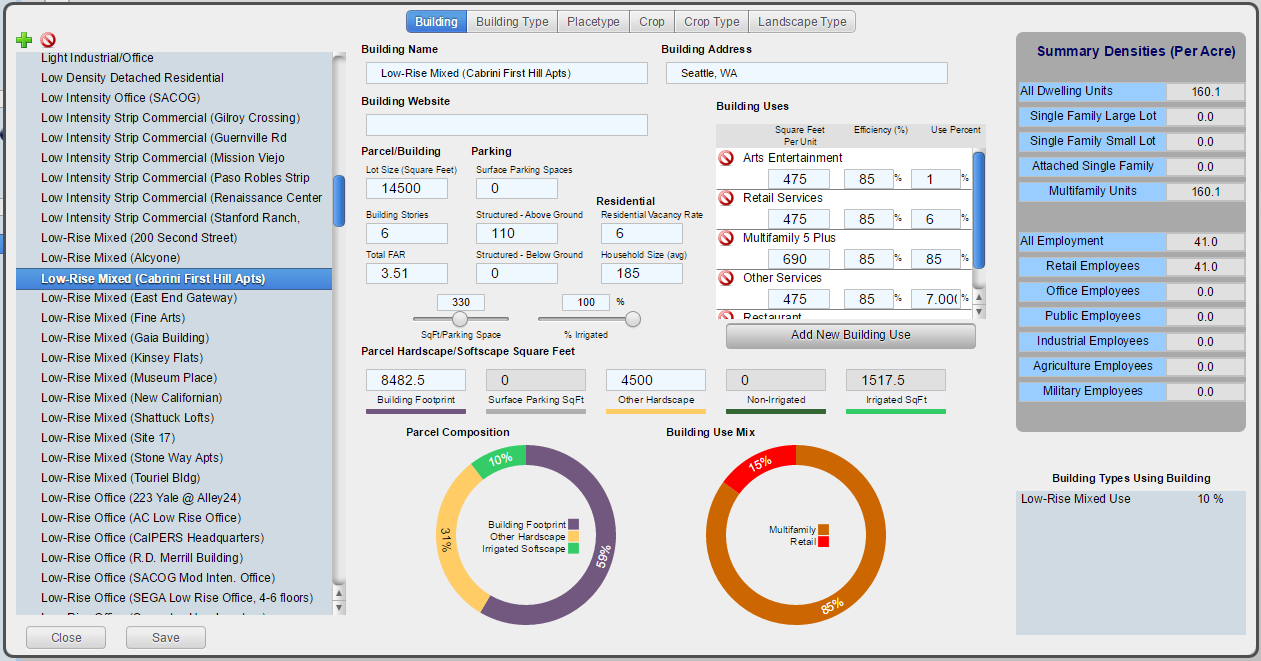 Building Building Type Placetype Crop Crop Type Landscape Type
Light Industrial/Office
Low Density Detached Residential
Low Intensity Office (SACOG)
Low Intensity Strip Commercial (Gilroy Crossing)
Low Intensity Strip Commercial (Guernville Rd
Low Intensity Strip Commercial (Mission Viejo
Low Intensity Strip Commercial (Paso Robles Strip
Low Intensity Strip Commercial (Renaissance Center
Low Intensity Strip Commercial (Stanford Ranch,
Low-Rise Mixed (200 Second Street)
Low-Rise Mixed (Alcyone)
Low-Rise Mixed (Cabrini First Hill Apts)
Low-Rise Mixed (East End Gateway)
Low-Rise Mixed (Fine Arts)
Low-Rise Mixed (Gaia Building)
Low-Rise Mixed (Kinsey Flats)
Low-Rise Mixed (Museum Place)
Low-Rise Mixed (New Californian)
Low-Rise Mixed (Shattuck Lofts)
Low-Rise Mixed (Site 17)
Low-Rise Mixed (Stone Way Apts)
Low-Rise Mixed (Touriel Bldg)
Low-Rise Office (223 Yale @ Alley24)
Low-Rise Office (AC Low Rise Office)
Low-Rise Office (CalPERS Headquarters)
Low-Rise Office (R.D. Merrill Building)
Low-Rise Office (SACOG Mod Inten. Office)
Low-Rise Office (SEGA Low Rise Office, 4-6 floors)
Close Save
Building Name
Low-Rise Mixed (Cabrini First Hill Apts)
Building Address
Seattle, WA
Building Website
Parcel/Building
Lot Size (Square Feet)
14500
Building Stories
6
Total FAR
3.51
Parking
Surface Parking Spaces
0
Structured - Above Ground
110
Structured - Below Ground
0
Residential
Residential Vacancy Rate
6
Household Size (avg)
185
330
SqFt/Parking Space
100 %
% Irrigated
Building Uses
Square Feet Per Unit Efficiency (%) Use Percent
Arts Entertainment
475 85 % 1 %
Retail Services
475 85 % 6 %
Multifamily 5 Plus
690 85 % 85 %
Other Services
475 85 % 7.00( %
Restaurant
Add New Building Use
Parcel Hardscape/Softscape Square Feet
8482.5 0 4500 0 1517.5
Building Footprint Surface Parking SqFt Other Hardscape Non-Irrigated Irrigated SqFt
Parcel Composition
10%
31%
59%
Building Footprint
Other Hardscape
Irrigated Softscape
Building Use Mix
15%
85%
Multifamily
Retail
Summary Densities (Per Acre)
All Dwelling Units 160.1
Single Family Large Lot 0.0
Single Family Small Lot 0.0
Attached Single Family 0.0
Multifamily Units 160.1
All Employment 41.0
Retail Employees 41.0
Office Employees 0.0
Public Employees 0.0
Industrial Employees 0.0
Agriculture Employees 0.0
Military Employees 0.0
Building Types Using Building
Low-Rise Mixed Use 10 %